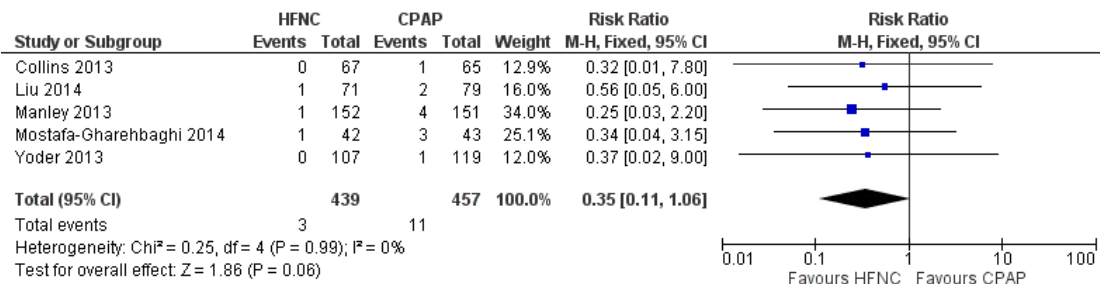 HFNC CPAP Risk Ratio Risk Ratio
Study or Subgroup Events Total Events Total Weight M-H, Fixed, 95% CI M-H, Fixed, 95% CI
Collins 2013 0 67 1 65 12.9% 0.32 [0.01, 7.80]
Liu 2014 1 71 2 79 16.0% 0.56 [0.05, 6.00]
Manley 2013 1 152 4 151 34.0% 0.25 [0.03, 2.20]
Mostafa-Gharehbaghi 2014 1 42 3 43 25.1% 0.34 [0.04, 3.15]
Yoder 2013 0 107 1 119 12.0% 0.37 [0.02, 9.00]
Total (95% CI) 439 457 100.0% 0.35 [0.11, 1.06]
Total events 3 11
Heterogeneity: Chi² = 0.25, df = 4 (P = 0.99); I² = 0%
Test for overall effect: Z = 1.86 (P = 0.06)
0.01 0.1 1 10 100
Favours HFNC Favours CPAP